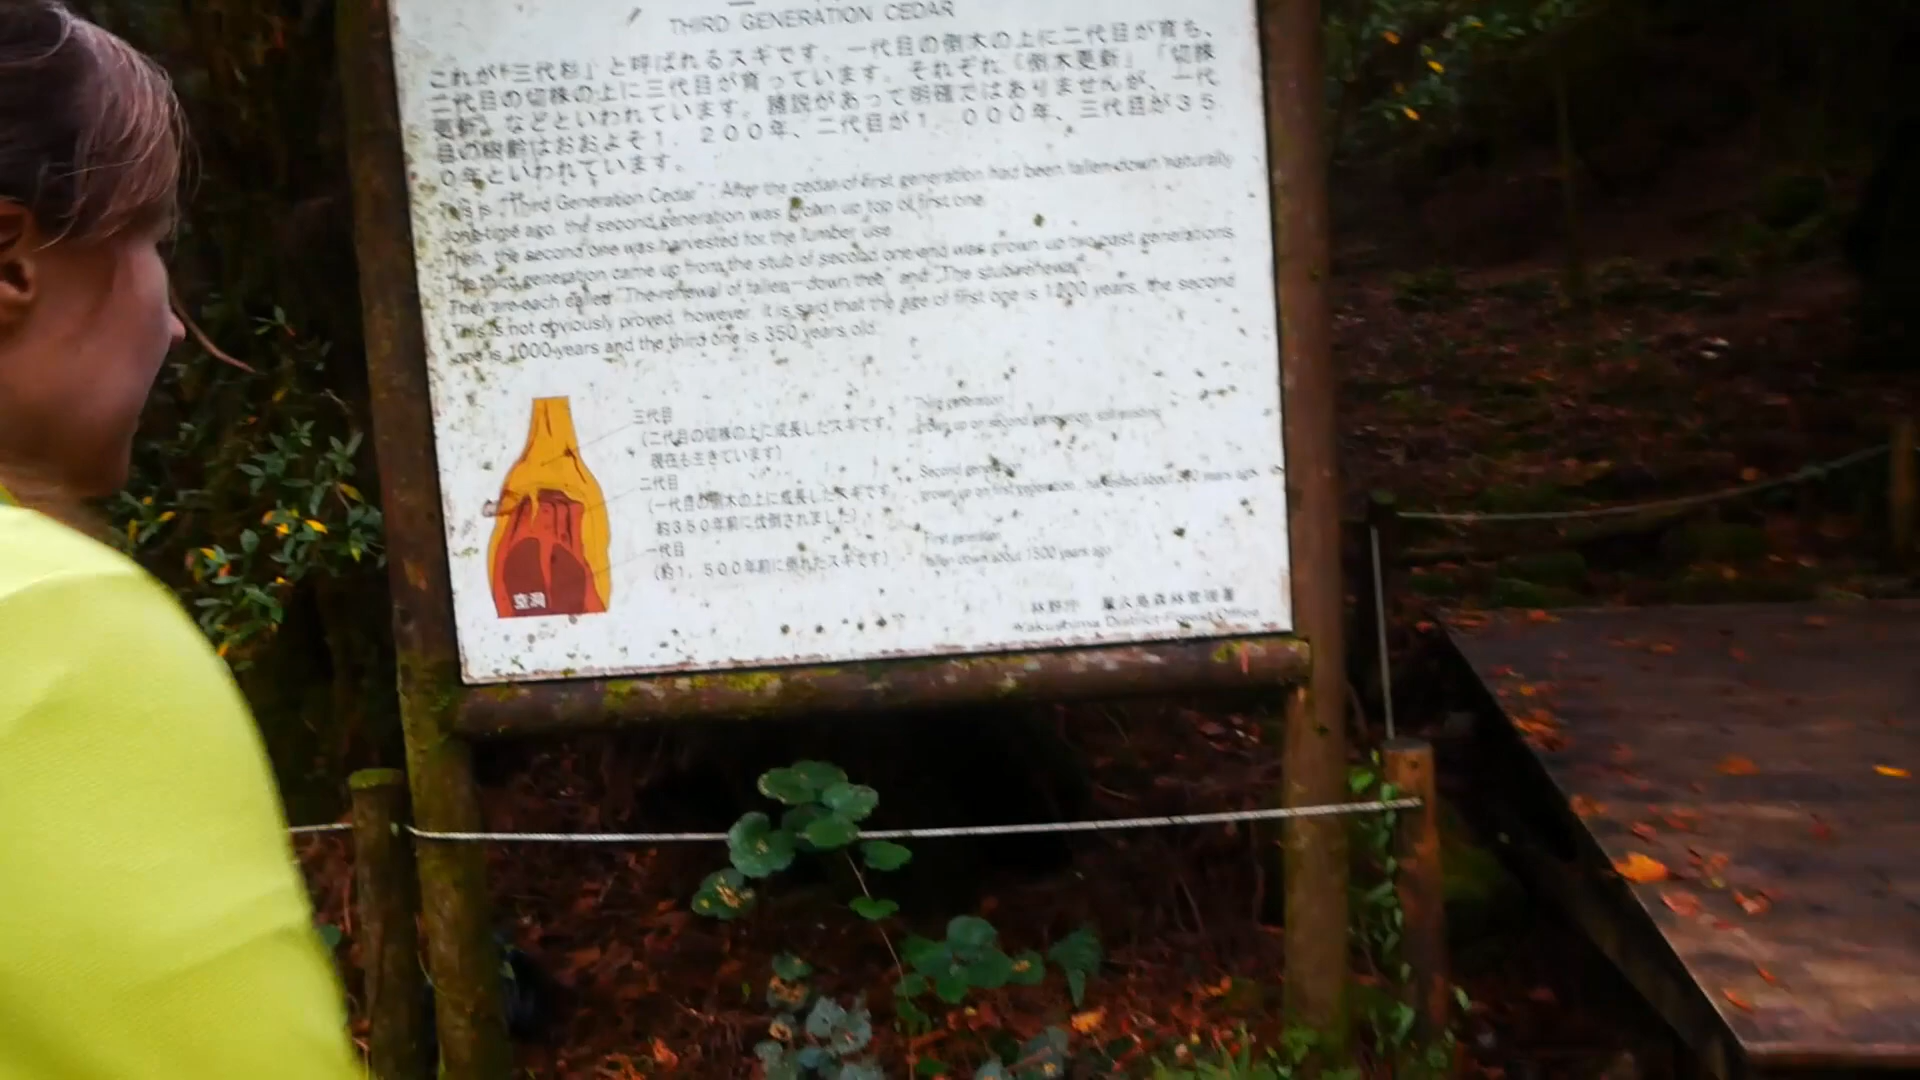 THIRD GENERATION CEDAR
これが「三代杉」と呼ばれるスギです。一代目の倒木の上に二代目が育ち、
二代目の切株の上に三代目が育っています。それぞれ「倒木更新」「切株
更新」などといわれています。諸説があって明確ではありませんが、一代
目の樹齢はおおよそ1，200年、二代目が1，000年、三代目が35
0年といわれています。
This is "Third Generation Cedar". After the cedar of first generation had been fallen-down naturally
long-time ago, the second generation was grown up top of first one.
Then, the second one was harvested for the lumber use.
The third generation came up from the stub of second one and was grown up two past generations.
They are each called "The renewal of fallen-down tree" and "The stub renewal".
This is not obviously proved, however, it is said that the age of first one is 1200 years, the second
one is 1000 years and the third one is 350 years old.
三代目
（二代目の切株の上に成長したスギです。
現在も生きています）
二代目
（一代目の倒木の上に成長したスギです
約350年前に伐倒されました）
一代目
（約1，500年前に倒れたスギです）
空洞
Third generation
grown up on second generation, still
Second generation
grown up on first generation, harvested about years ago
First generation
fallen down about 1500 years ago
林野庁 屋久島森林管理署
Yakushima District Forest Office